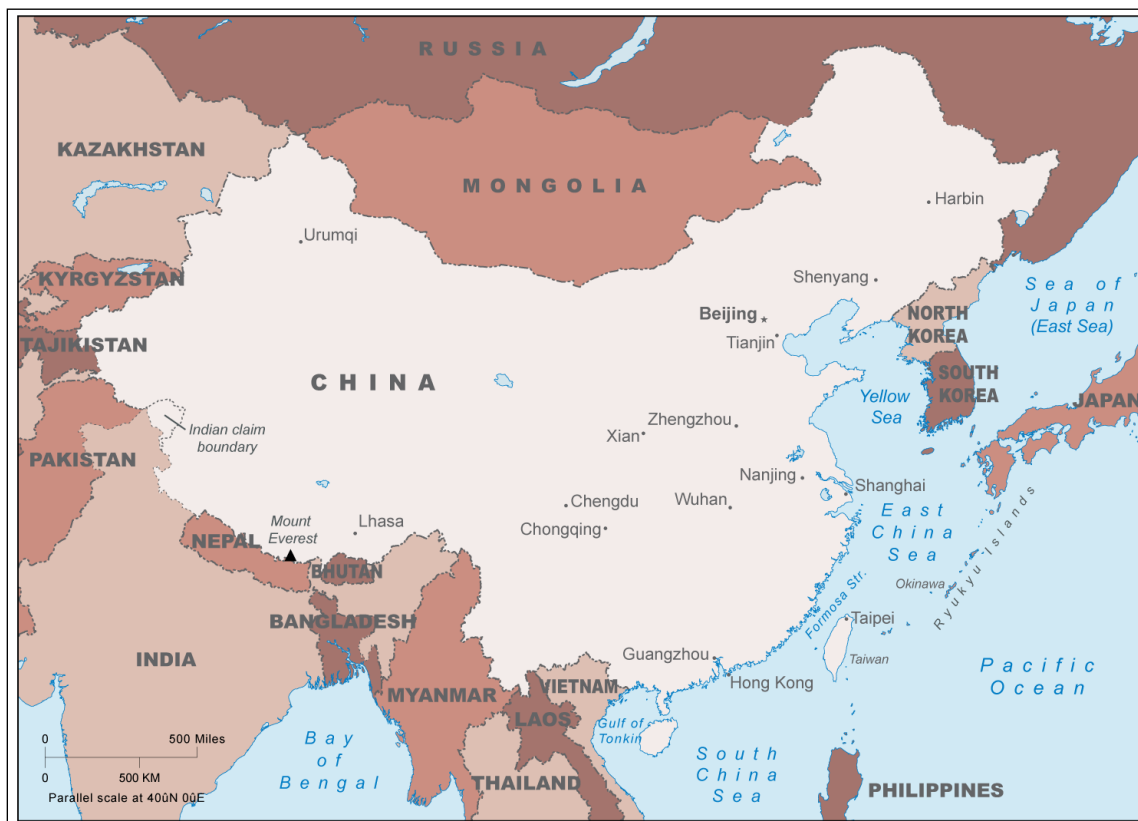 RUSSIA
KAZAKHSTAN
MONGOLIA
Harbin
Urumqi
KYRGYZSTAN
Shenyang
Sea of
Japan
(East Sea)
Beijing
NORTH
KOREA
Tianjin
TAJIKISTAN
CHINA
SOUTH
KOREA
Yellow
Sea
JAPAN
Indian claim
boundary
Zhengzhou
Xian
PAKISTAN
Nanjing
Shanghai
Chengdu
Wuhan
Chongqing
East
China
Sea
Mount
Everest
Lhasa
NEPAL
BHUTAN
Okinawa
Ryukyu Islands
Formosa Str.
BANGLADESH
Taipei
INDIA
Guangzhou
Taiwan
Pacific
Ocean
Hong Kong
MYANMAR
VIETNAM
LAOS
Gulf of
Tonkin
Bay
of
Bengal
South
China
Sea
THAILAND
PHILIPPINES
0
500 Miles
0
500 KM
Parallel scale at 40ûN 0ûE